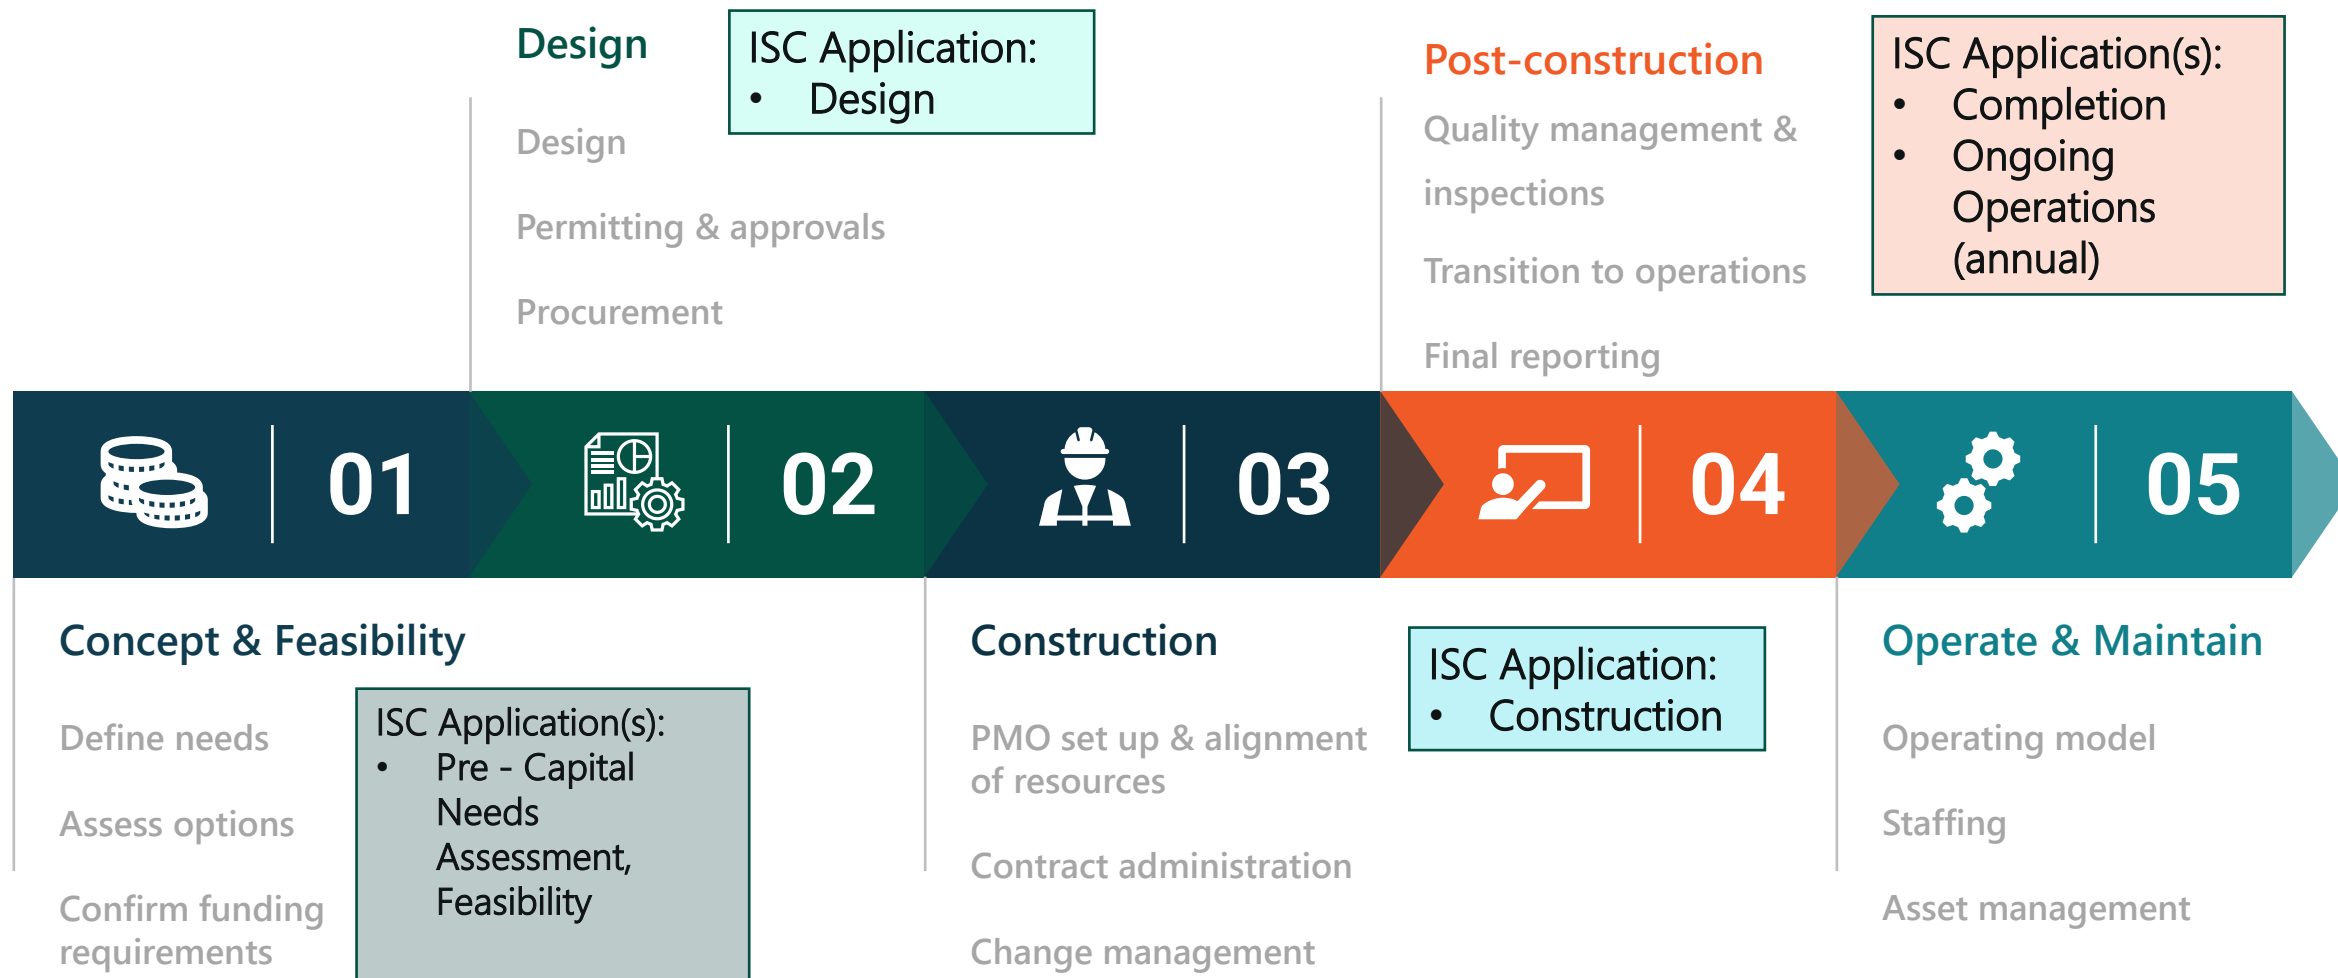 Design
Design
Permitting & approvals
Procurement
ISC Application:
• Design
Post-construction
Quality management &
inspections
Transition to operations
Final reporting
ISC Application(s):
• Completion
• Ongoing
Operations
(annual)
01
02
03
04
05
Concept & Feasibility
Define needs
Assess options
Confirm funding
requirements
ISC Application(s):
• Pre - Capital
Needs
Assessment,
Feasibility
Construction
PMO set up & alignment
of resources
Contract administration
Change management
ISC Application:
• Construction
Operate & Maintain
Operating model
Staffing
Asset management